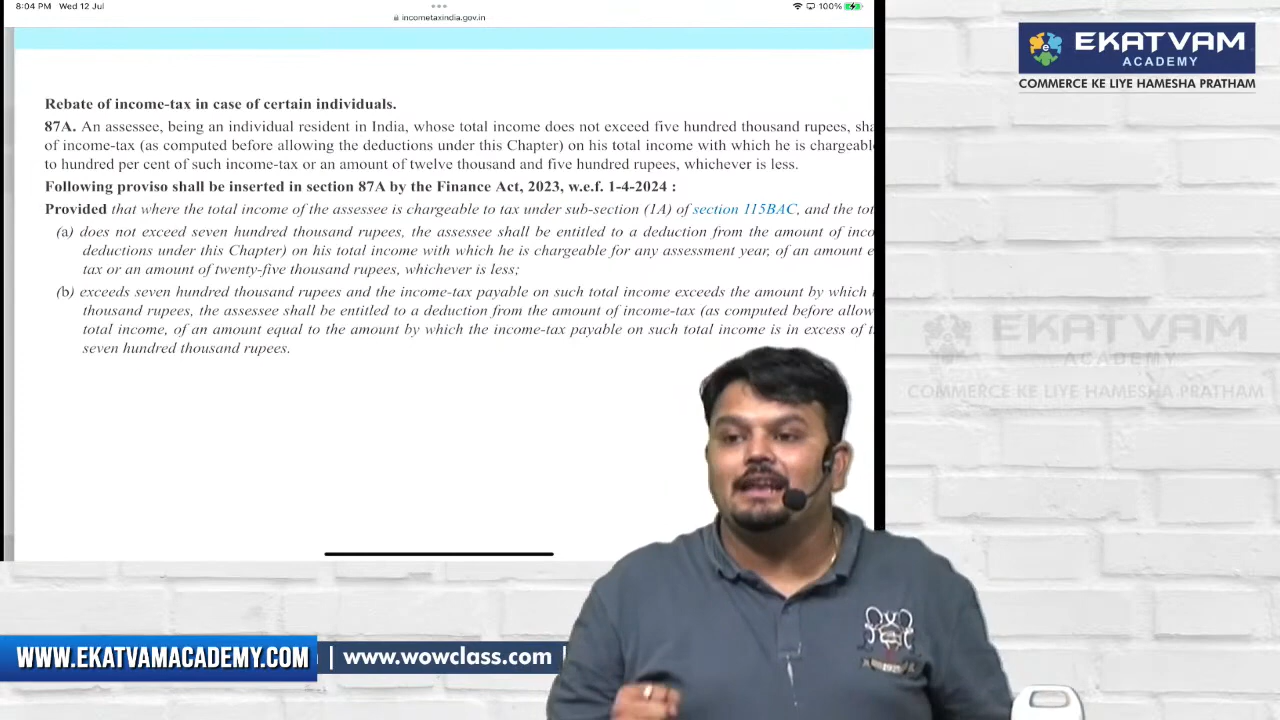 8:04 PM Wed 12 Jul
100%
incometaxindia.gov.in
EKATVAM
ACADEMY
COMMERCE KE LIYE HAMESHA PRATHAM
Rebate of income-tax in case of certain individuals.
87A. An assessee, being an individual resident in India, whose total income does not exceed five hundred thousand rupees, sha
of income-tax (as computed before allowing the deductions under this Chapter) on his total income with which he is chargeabl
to hundred per cent of such income-tax or an amount of twelve thousand and five hundred rupees, whichever is less.
Following proviso shall be inserted in section 87A by the Finance Act, 2023, w.e.f. 1-4-2024 :
Provided that where the total income of the assessee is chargeable to tax under sub-section (1A) of section 115BAC, and the tot
(a) does not exceed seven hundred thousand rupees, the assessee shall be entitled to a deduction from the amount of inco
deductions under this Chapter) on his total income with which he is chargeable for any assessment year, of an amount e
tax or an amount of twenty-five thousand rupees, whichever is less;
(b) exceeds seven hundred thousand rupees and the income-tax payable on such total income exceeds the amount by which
thousand rupees, the assessee shall be entitled to a deduction from the amount of income-tax (as computed before allow
total income, of an amount equal to the amount by which the income-tax payable on such total income is in excess of t
seven hundred thousand rupees.
EKATVAM
ACADEMY
COMMERCE KE LIYE HAMESHA PRATHAM
WWW.EKATVAMACADEMY.COM | www.wowclass.com |